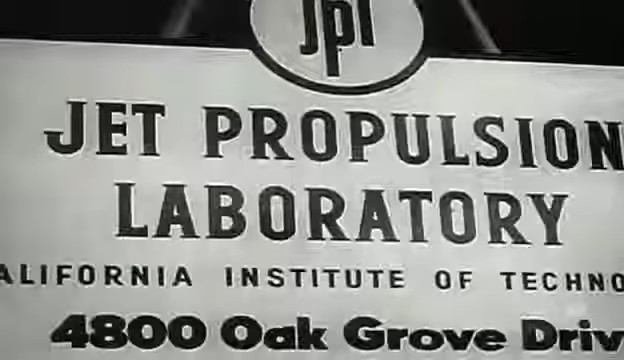 JPL
JET PROPULSION
LABORATORY
ALIFORNIA INSTITUTE OF TECHNO
4800 Oak Grove Driv